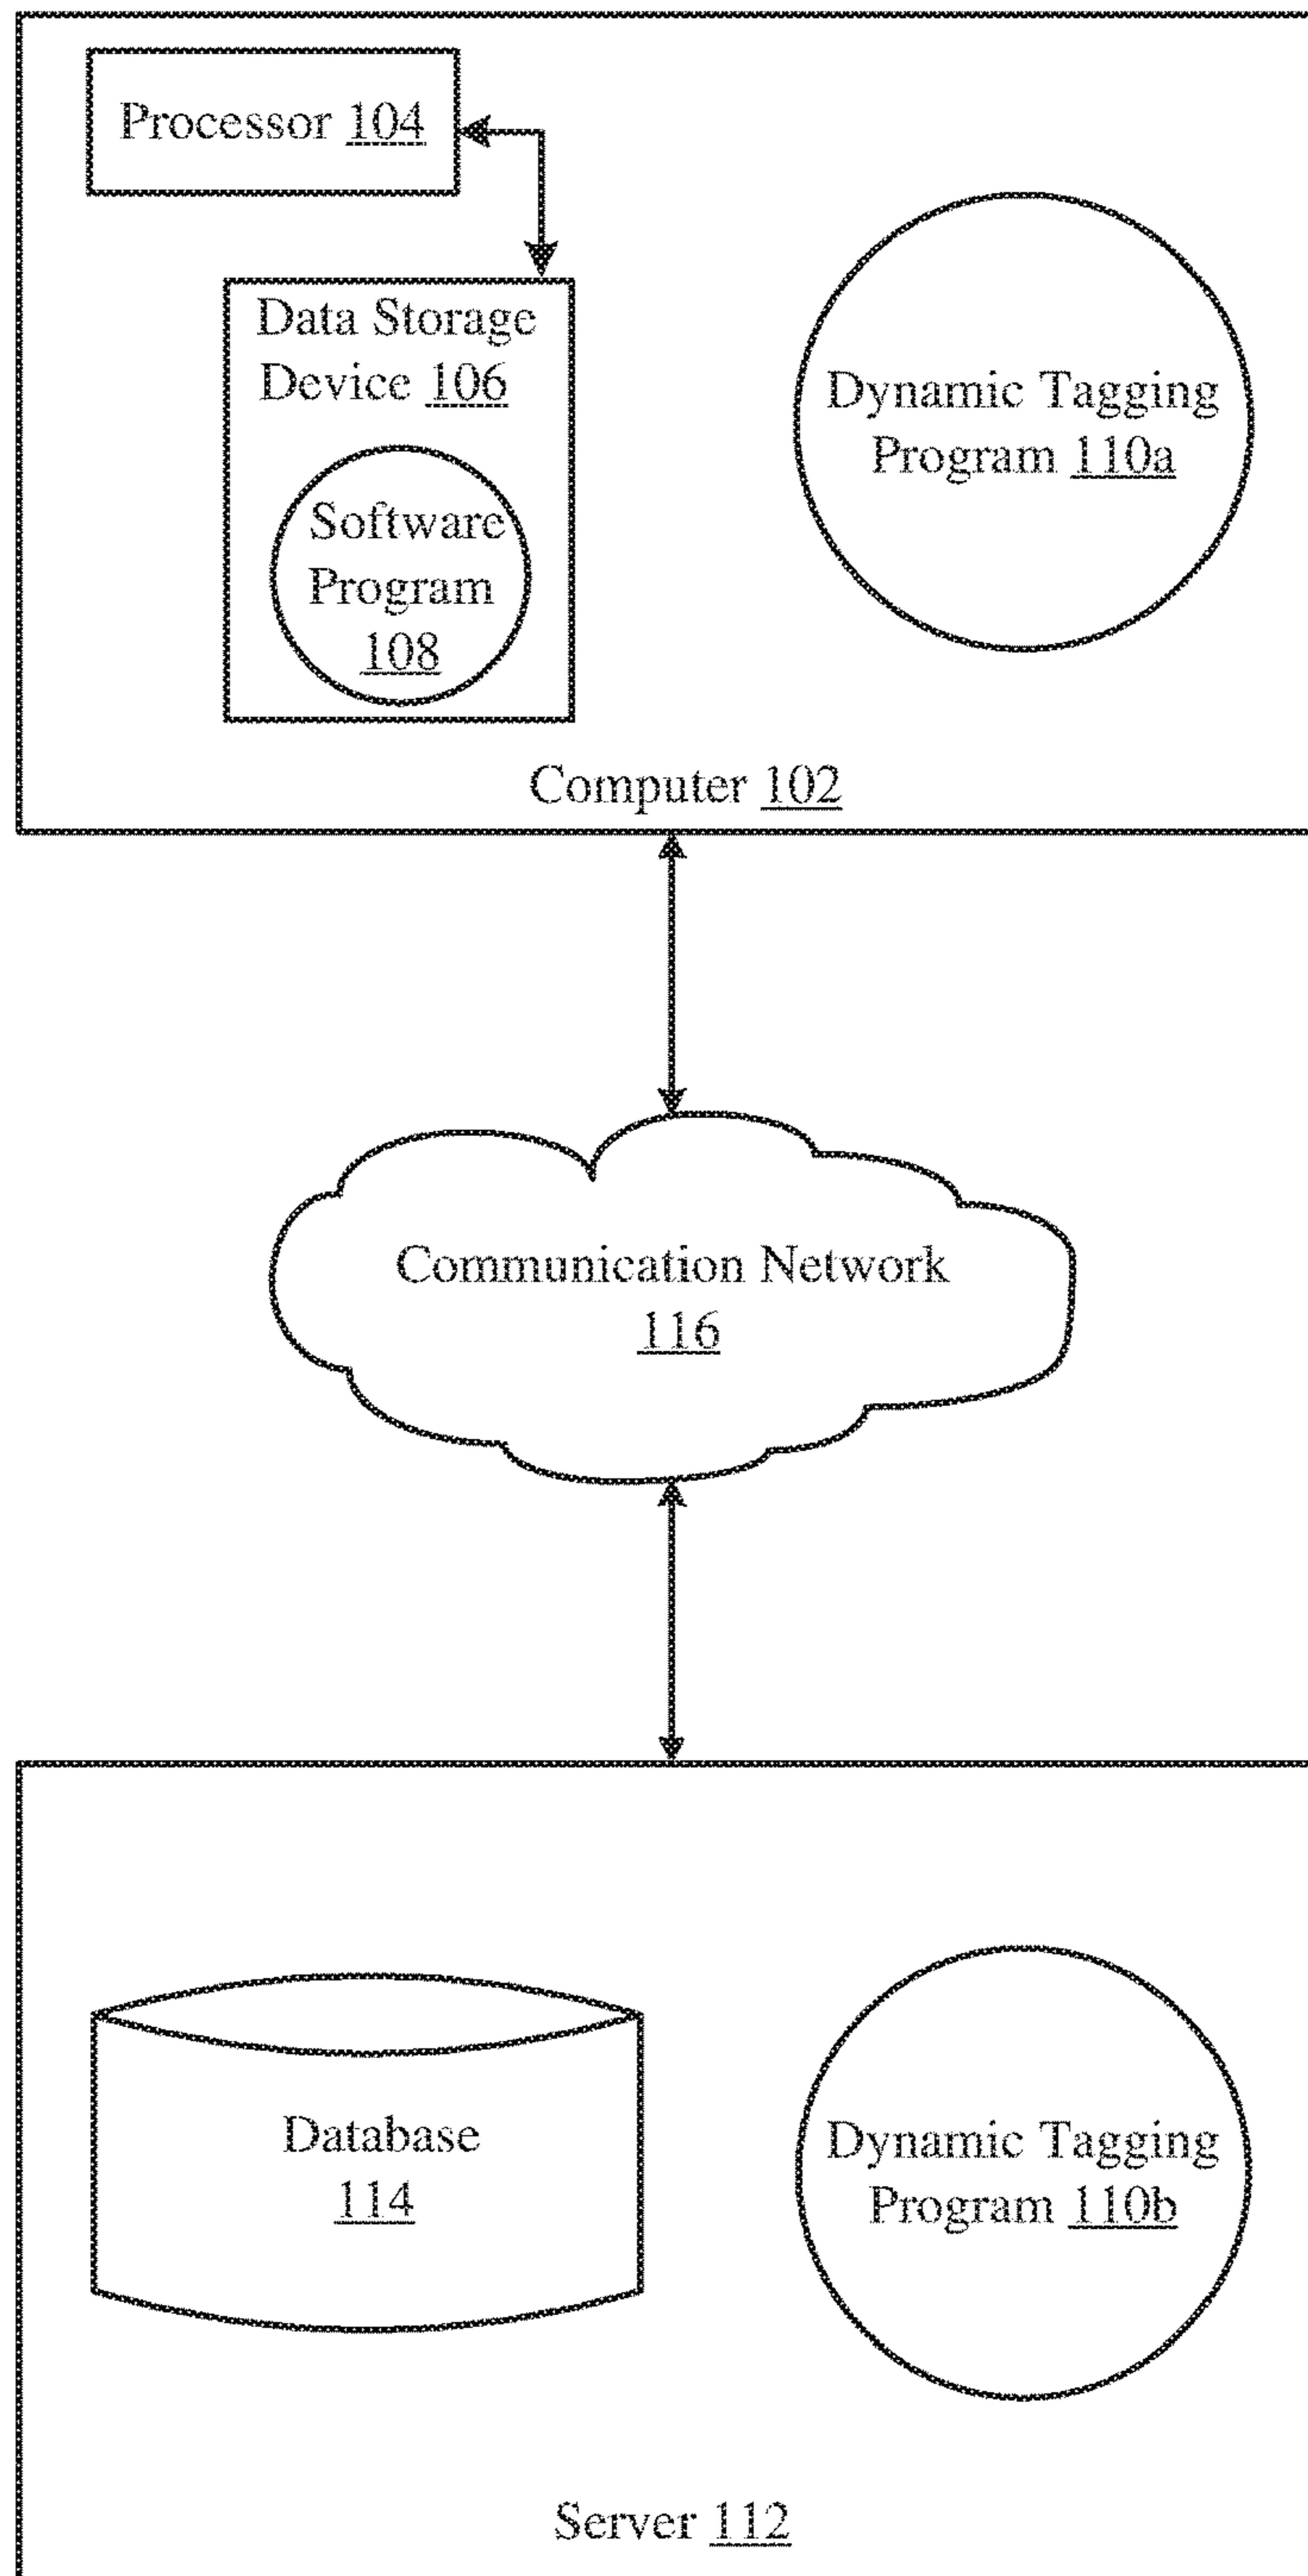 Processor 104
Data Storage
Device 106
Software
Program
108
Dynamic Tagging
Program 110a
Computer 102
Communication Network
116
Database
114
Dynamic Tagging
Program 110b
Server 112